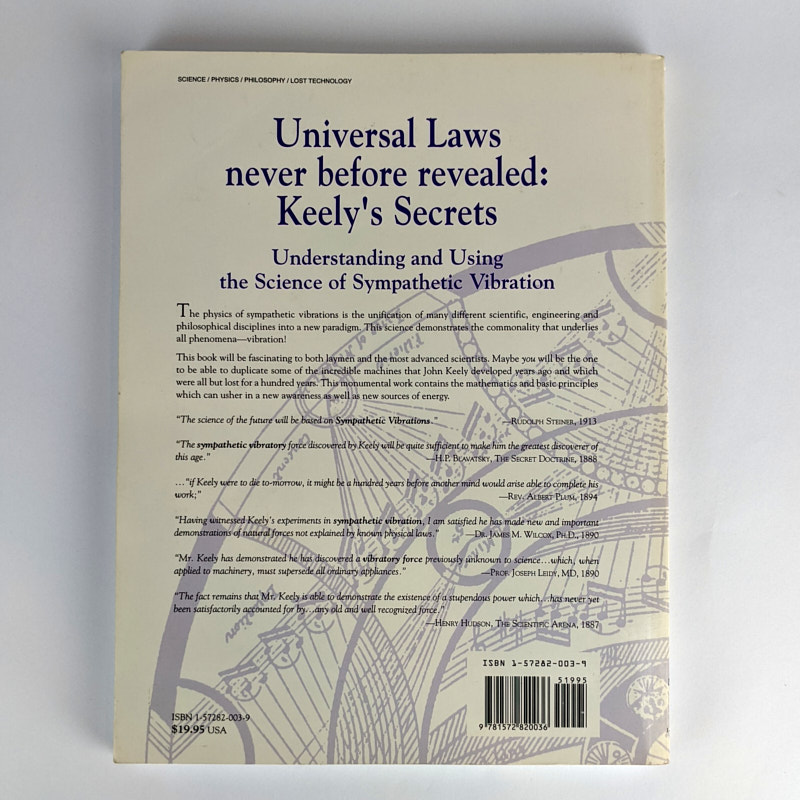 SCIENCE / PHYSICS / PHILOSOPHY / LOST TECHNOLOGY
Universal Laws
never before revealed:
Keely's Secrets
Understanding and Using
the Science of Sympathetic Vibration
The physics of sympathetic vibrations is the unification of many different scientific, engineering and
philosophical disciplines into a new paradigm. This science demonstrates the commonality that underlies
all phenomena—vibration!
This book will be fascinating to both laymen and the most advanced scientists. Maybe you will be the one
to be able to duplicate some of the incredible machines that John Keely developed years ago and which
were all but lost for a hundred years. This monumental work contains the mathematics and basic principles
which can usher in a new awareness as well as new sources of energy.
"The science of the future will be based on Sympathetic Vibrations." —RUDOLPH STEINER, 1913
"The sympathetic vibratory force discovered by Keely will be quite sufficient to make him the greatest discoverer of
this age." —H.P. BLAVATSKY, THE SECRET DOCTRINE, 1888
..."if Keely were to die to-morrow, it might be a hundred years before another mind would arise able to complete his
work;" —REV. ALBERT PLUM, 1894
"Having witnessed Keely's experiments in sympathetic vibration, I am satisfied he has made new and important
demonstrations of natural forces not explained by known physical laws. —DR. JAMES M. WILCOX, PH.D., 1890
"Mr. Keely has demonstrated he has discovered a vibratory force previously unknown to science...which, when
applied to machinery, must supersede all ordinary appliances." —PROF. JOSEPH LEIDY, MD, 1890
"The fact remains that Mr. Keely is able to demonstrate the existence of a stupendous power which...has never yet
been satisfactorily accounted for by...any old and well recognized force."
—HENRY HUDSON, THE SCIENTIFIC ARENA, 1887
ISBN 1-57282-003-9
51995
9 781572 820036
ISBN 1-57282-003-9
$19.95 USA